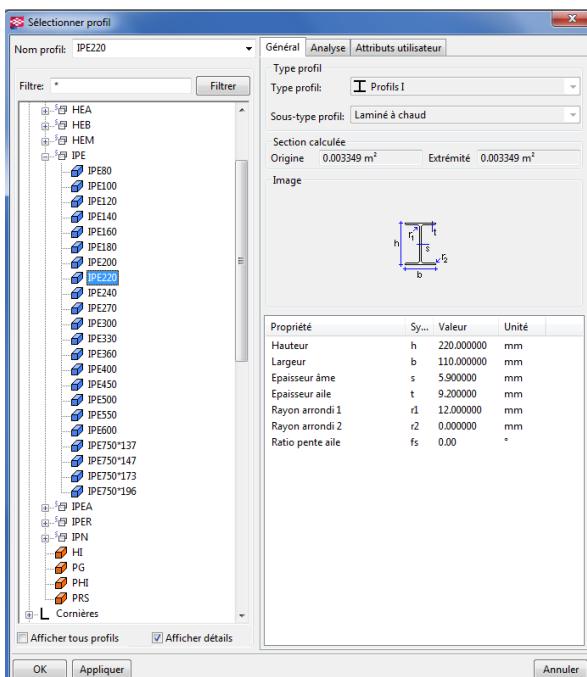 Sélectionner profil
Nom profil: IPE220
Filtre: * Filtrer
HEA
HEB
HEM
IPE
IPE80
IPE100
IPE120
IPE140
IPE160
IPE180
IPE200
IPE220
IPE240
IPE270
IPE300
IPE330
IPE360
IPE400
IPE450
IPE500
IPE550
IPE600
IPE750*137
IPE750*147
IPE750*173
IPE750*196
IPEA
IPER
IPN
HI
PG
PHI
PRS
Cornières
Afficher tous profils Afficher détails
OK Appliquer Annuler
Général Analyse Attributs utilisateur
Type profil
Type profil: Profils I
Sous-type profil: Laminé à chaud
Section calculée
Origine 0.003349 m² Extrémité 0.003349 m²
Image
r1 t
h s
r2
b
Propriété Sy... Valeur Unité
Hauteur h 220.000000 mm
Largeur b 110.000000 mm
Epaisseur âme s 5.900000 mm
Epaisseur aile t 9.200000 mm
Rayon arrondi 1 r1 12.000000 mm
Rayon arrondi 2 r2 0.000000 mm
Ratio pente aile fs 0.00 °